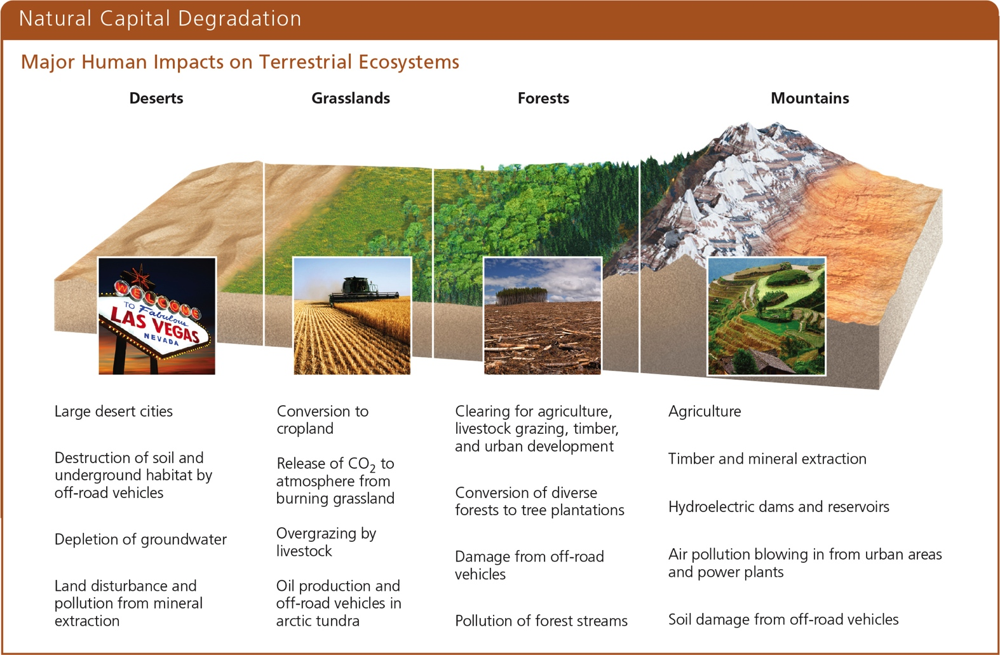 Natural Capital Degradation
Major Human Impacts on Terrestrial Ecosystems
Deserts
Grasslands
Forests
Mountains
WELCOME
TO Fabulous
LAS VEGAS
NEVADA
Large desert cities
Destruction of soil and
underground habitat by
off-road vehicles
Depletion of groundwater
Land disturbance and
pollution from mineral
extraction
Conversion to
cropland
Release of CO₂ to
atmosphere from
burning grassland
Overgrazing by
livestock
Oil production and
off-road vehicles in
arctic tundra
Clearing for agriculture,
livestock grazing, timber,
and urban development
Conversion of diverse
forests to tree plantations
Damage from off-road
vehicles
Pollution of forest streams
Agriculture
Timber and mineral extraction
Hydroelectric dams and reservoirs
Air pollution blowing in from urban areas
and power plants
Soil damage from off-road vehicles